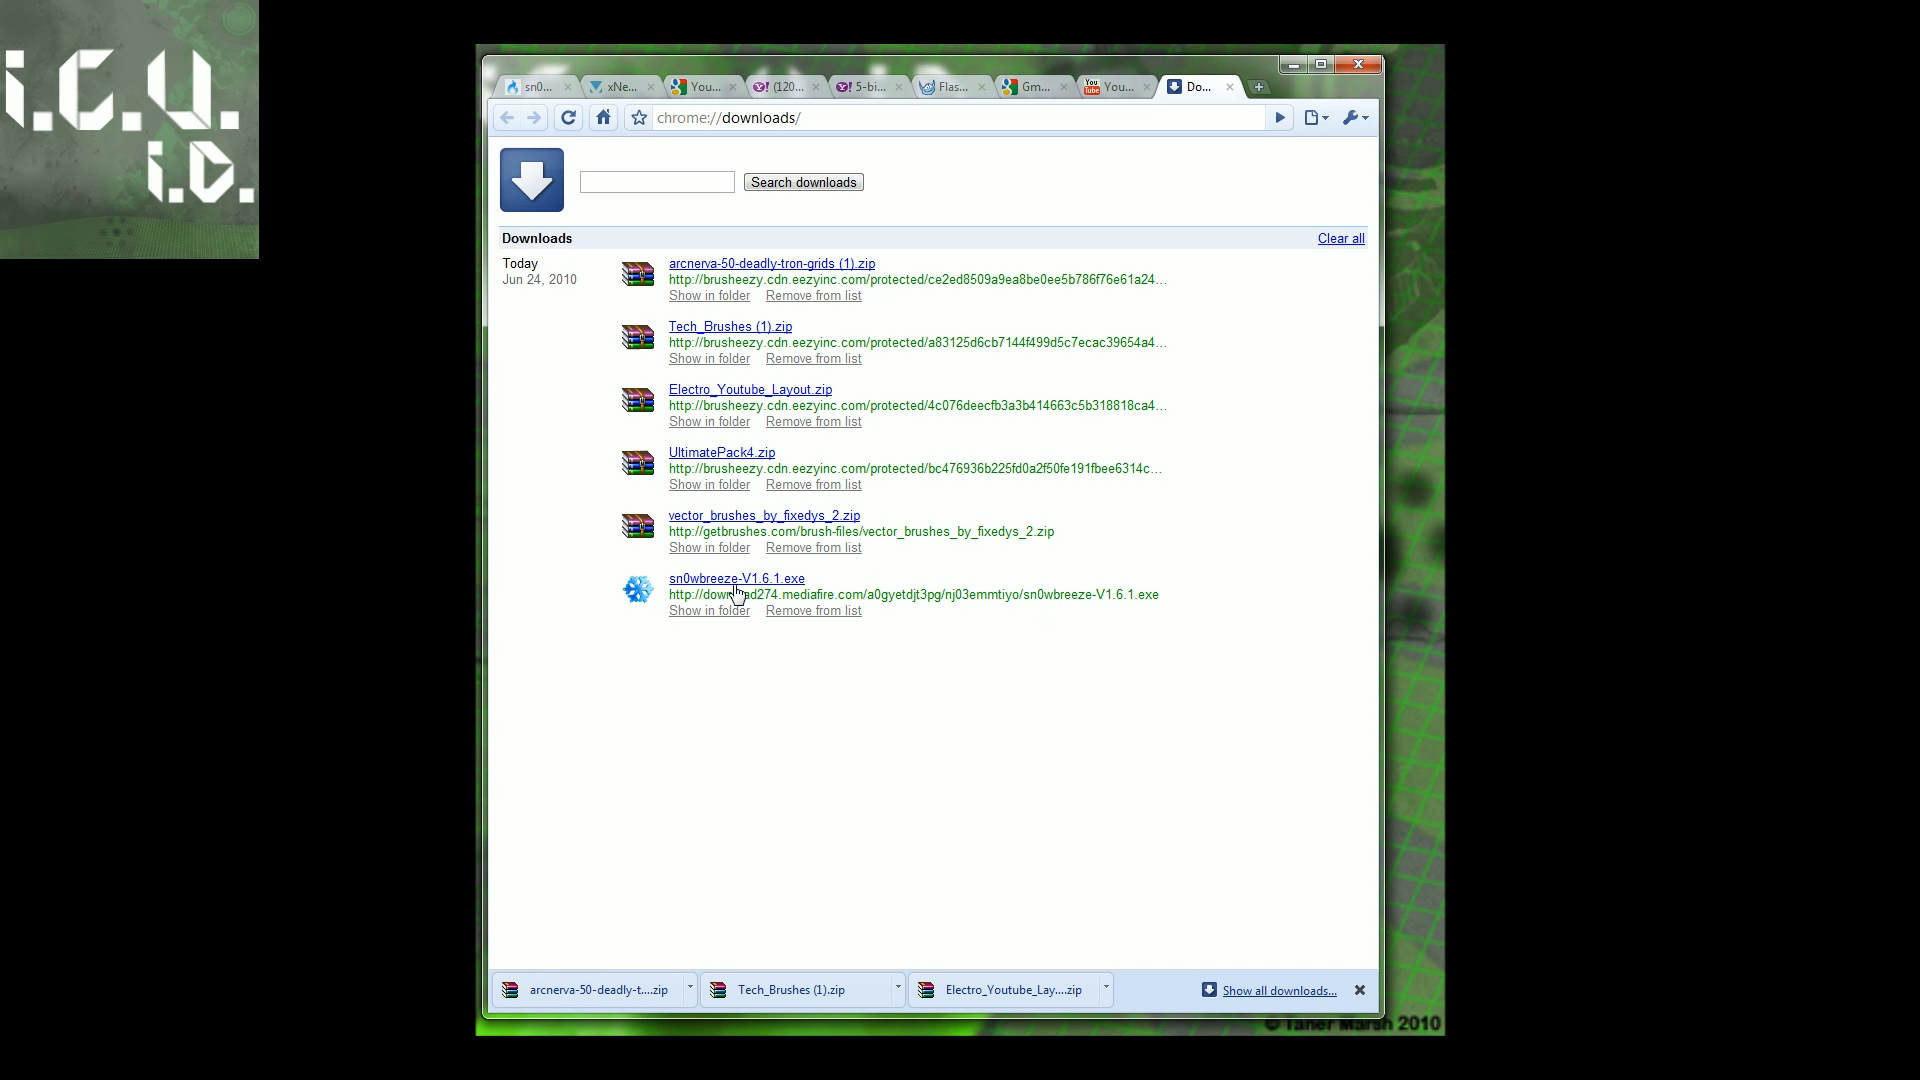 i.C.U.
i.D.
sn0...
xNe...
You...
(120...
5-bi...
Flas...
Gm...
You...
Do...
chrome://downloads/
Search downloads
Downloads
Clear all
Today
Jun 24, 2010
arcnerva-50-deadly-tron-grids (1).zip
http://brusheezy.cdn.eezyinc.com/protected/ce2ed8509a9ea8be0ee5b786f76e61a24...
Show in folder Remove from list
Tech_Brushes (1).zip
http://brusheezy.cdn.eezyinc.com/protected/a83125d6cb7144f499d5c7ecac39654a4...
Show in folder Remove from list
Electro_Youtube_Layout.zip
http://brusheezy.cdn.eezyinc.com/protected/4c076deecfb3a3b414663c5b318818ca4...
Show in folder Remove from list
UltimatePack4.zip
http://brusheezy.cdn.eezyinc.com/protected/bc476936b225fd0a2f50fe191fbee6314c...
Show in folder Remove from list
vector_brushes_by_fixedys_2.zip
http://getbrushes.com/brush-files/vector_brushes_by_fixedys_2.zip
Show in folder Remove from list
sn0wbreeze-V1.6.1.exe
http://download274.mediafire.com/a0gyetdjt3pg/nj03emmtiyo/sn0wbreeze-V1.6.1.exe
Show in folder Remove from list
arcnerva-50-deadly-t....zip
Tech_Brushes (1).zip
Electro_Youtube_Lay....zip
Show all downloads...
© Taner Marsh 2010